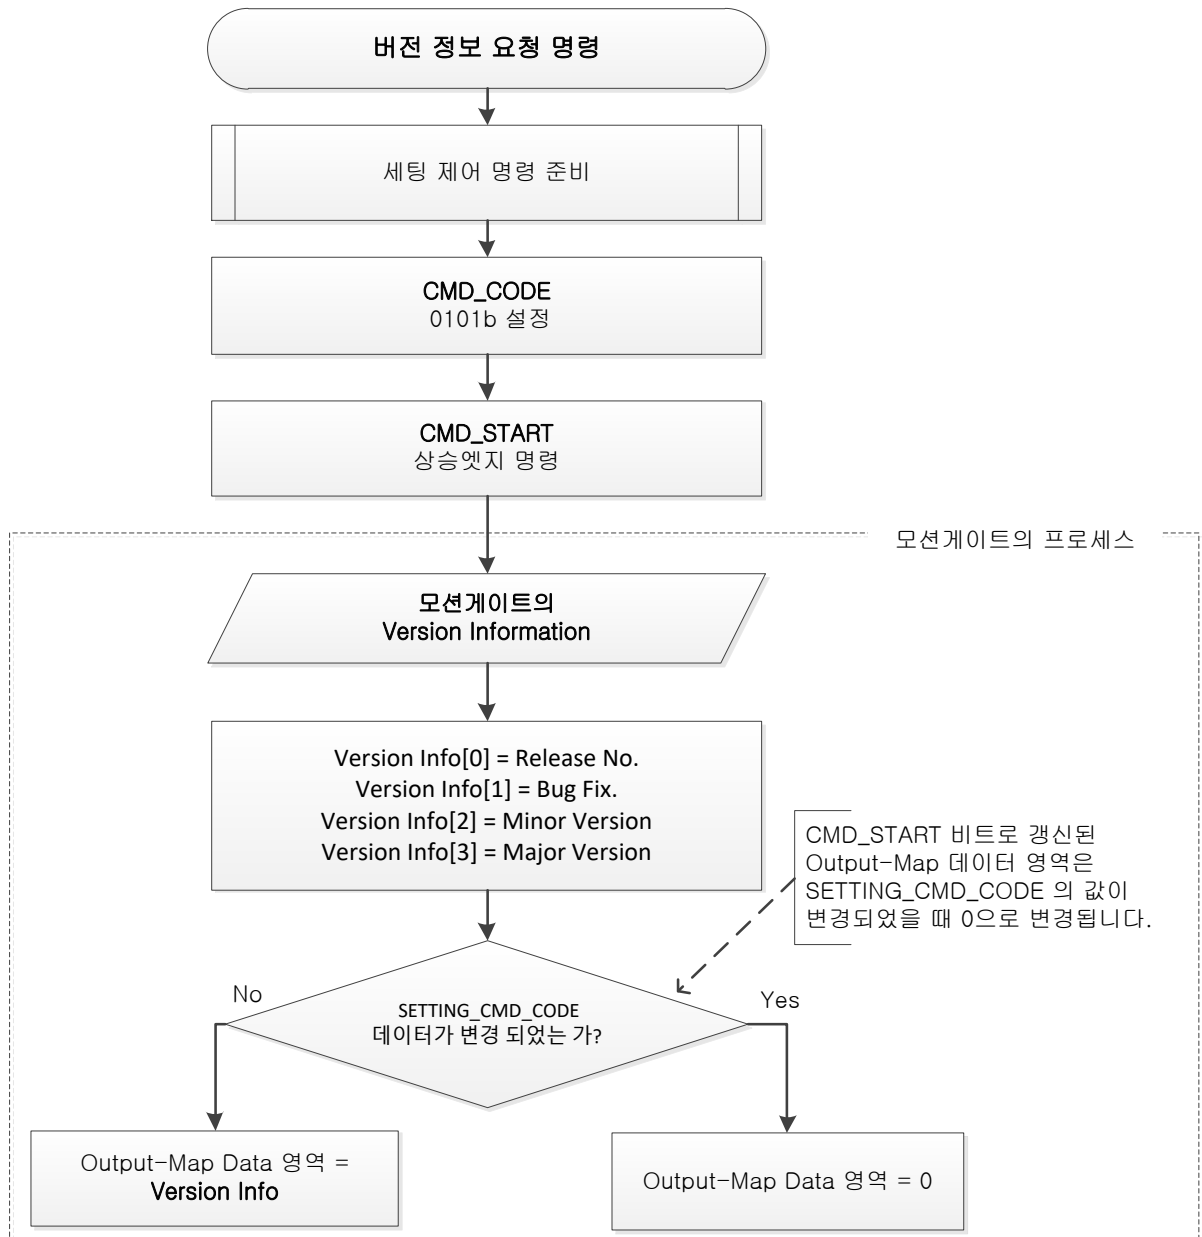 버전 정보 요청 명령
세팅 제어 명령 준비
CMD_CODE
0101b 설정
CMD_START
상승엣지 명령
모션게이트의 프로세스
모션게이트의
Version Information
Version Info[0] = Release No.
Version Info[1] = Bug Fix.
Version Info[2] = Minor Version
Version Info[3] = Major Version
CMD_START 비트로 갱신된
Output-Map 데이터 영역은
SETTING_CMD_CODE 의 값이
변경되었을 때 0으로 변경됩니다.
No
Yes
SETTING_CMD_CODE
데이터가 변경 되었는 가?
Output-Map Data 영역 =
Version Info
Output-Map Data 영역 = 0